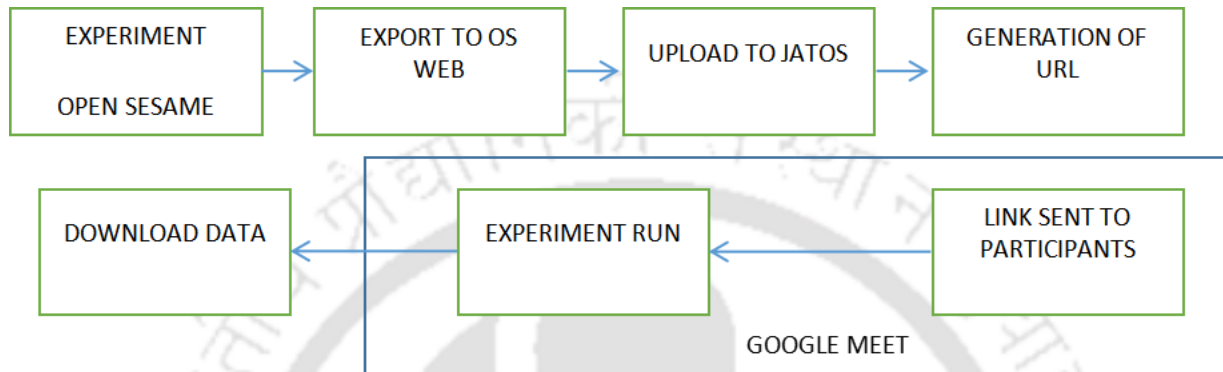 EXPERIMENT
OPEN SESAME
EXPORT TO OS
WEB
UPLOAD TO JATOS
GENERATION OF
URL
DOWNLOAD DATA
EXPERIMENT RUN
LINK SENT TO
PARTICIPANTS
GOOGLE MEET